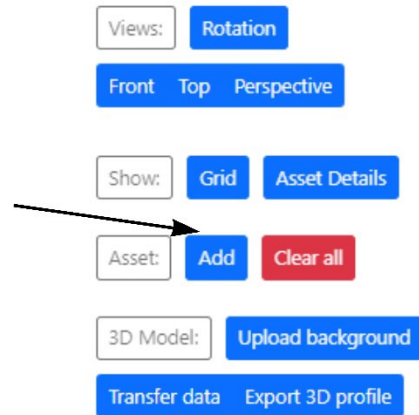 Views: Rotation
Front Top Perspective
Show: Grid Asset Details
Asset: Add Clear all
3D Model: Upload background
Transfer data Export 3D profile